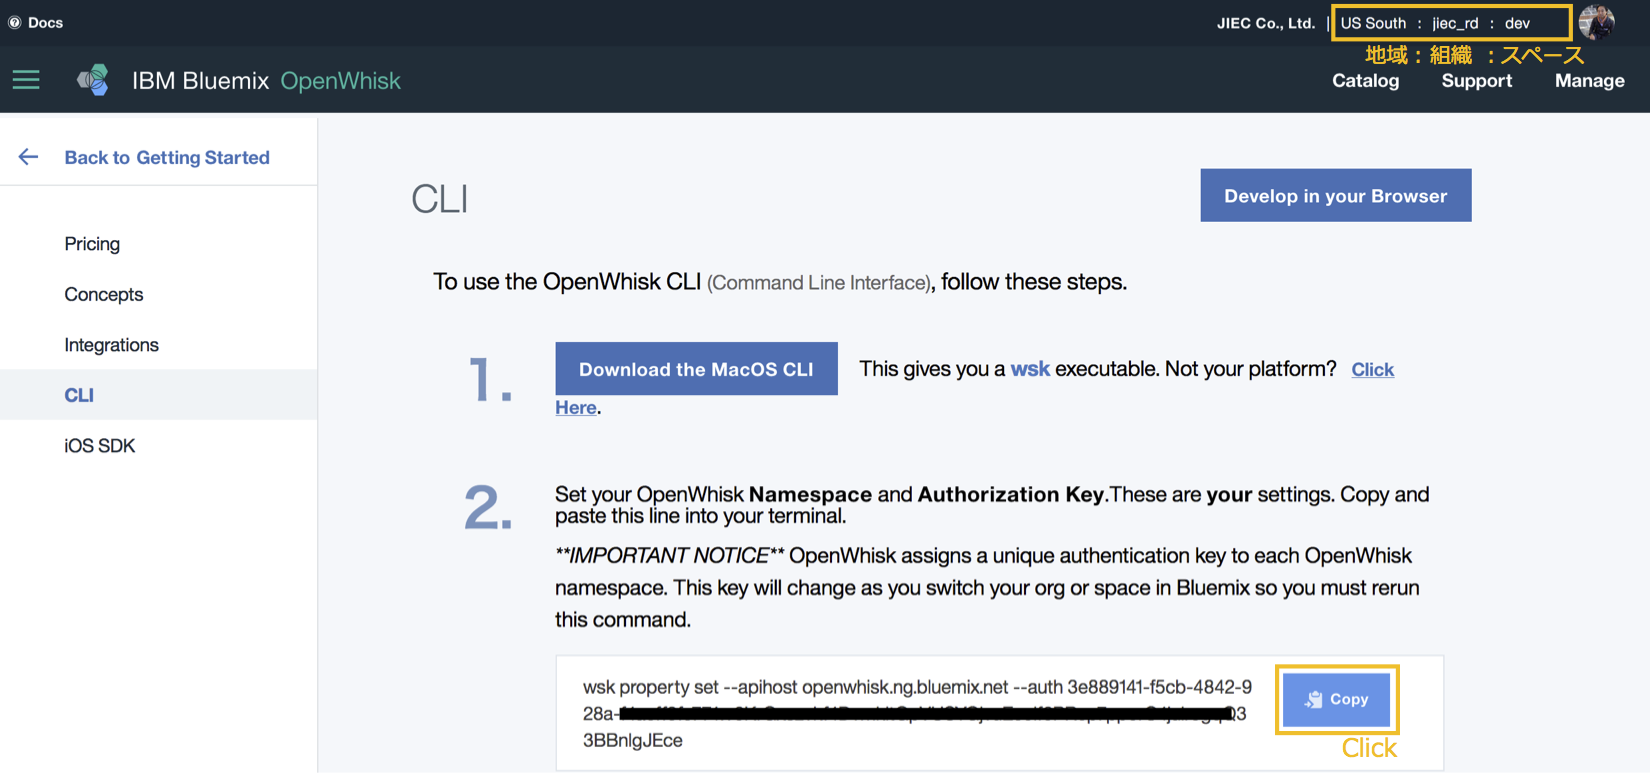 Docs
JIEC Co., Ltd. | US South : jiec_rd : dev
地域：組織 ：スペース
IBM Bluemix OpenWhisk
Catalog Support Manage
Back to Getting Started
Pricing
Concepts
Integrations
CLI
iOS SDK
CLI
Develop in your Browser
To use the OpenWhisk CLI (Command Line Interface), follow these steps.
1.
Download the MacOS CLI This gives you a wsk executable. Not your platform? Click
Here.
2.
Set your OpenWhisk Namespace and Authorization Key.These are your settings. Copy and
paste this line into your terminal.
**IMPORTANT NOTICE** OpenWhisk assigns a unique authentication key to each OpenWhisk
namespace. This key will change as you switch your org or space in Bluemix so you must rerun
this command.
wsk property set --apihost openwhisk.ng.bluemix.net --auth 3e889141-f5cb-4842-9
28a- Q3
3BBnlgJEce
Copy
Click